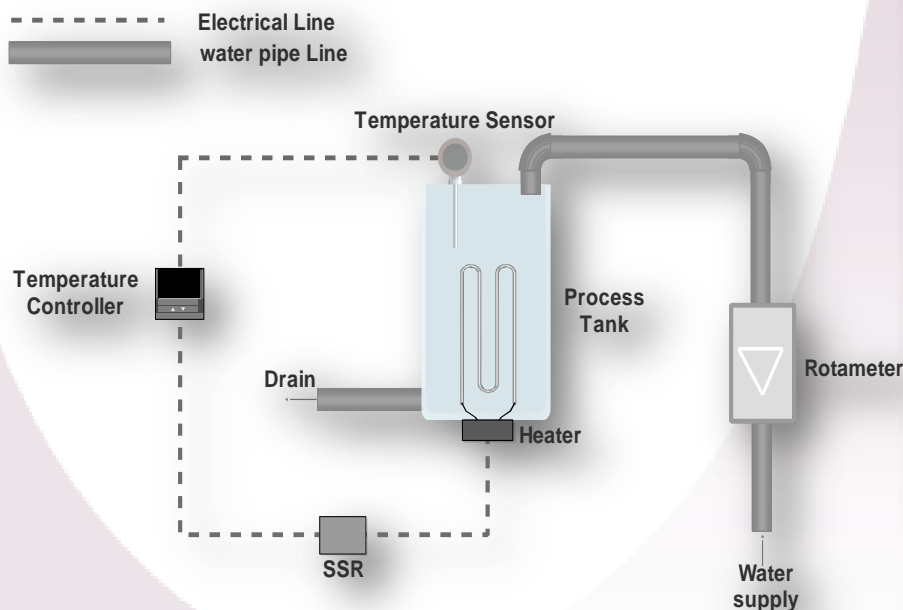 Electrical Line
water pipe Line
Temperature Sensor
Temperature
Controller
Process
Tank
Drain
Rotameter
Heater
SSR
Water
supply